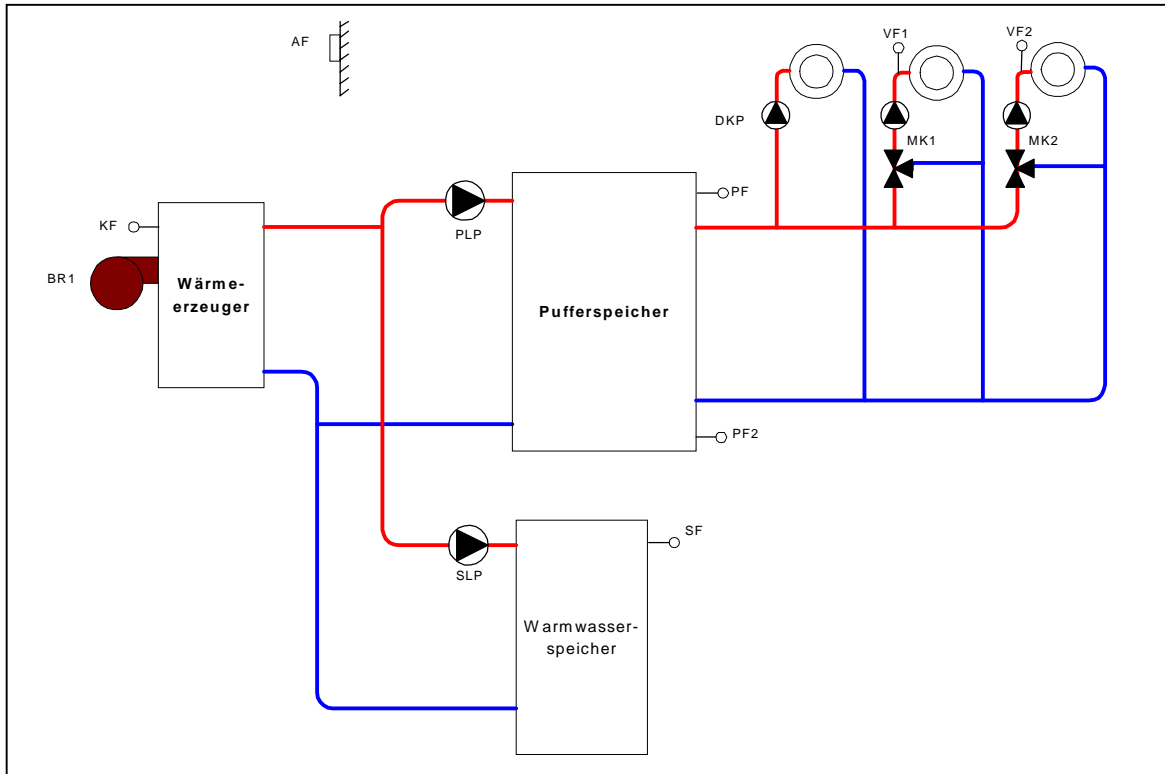 AF
VF1
VF2
DKP
MK1
MK2
PF
KF
PLP
BR1
Wärme-
erzeuger
Pufferspeicher
PF2
SF
SLP
Warmwasser-
speicher